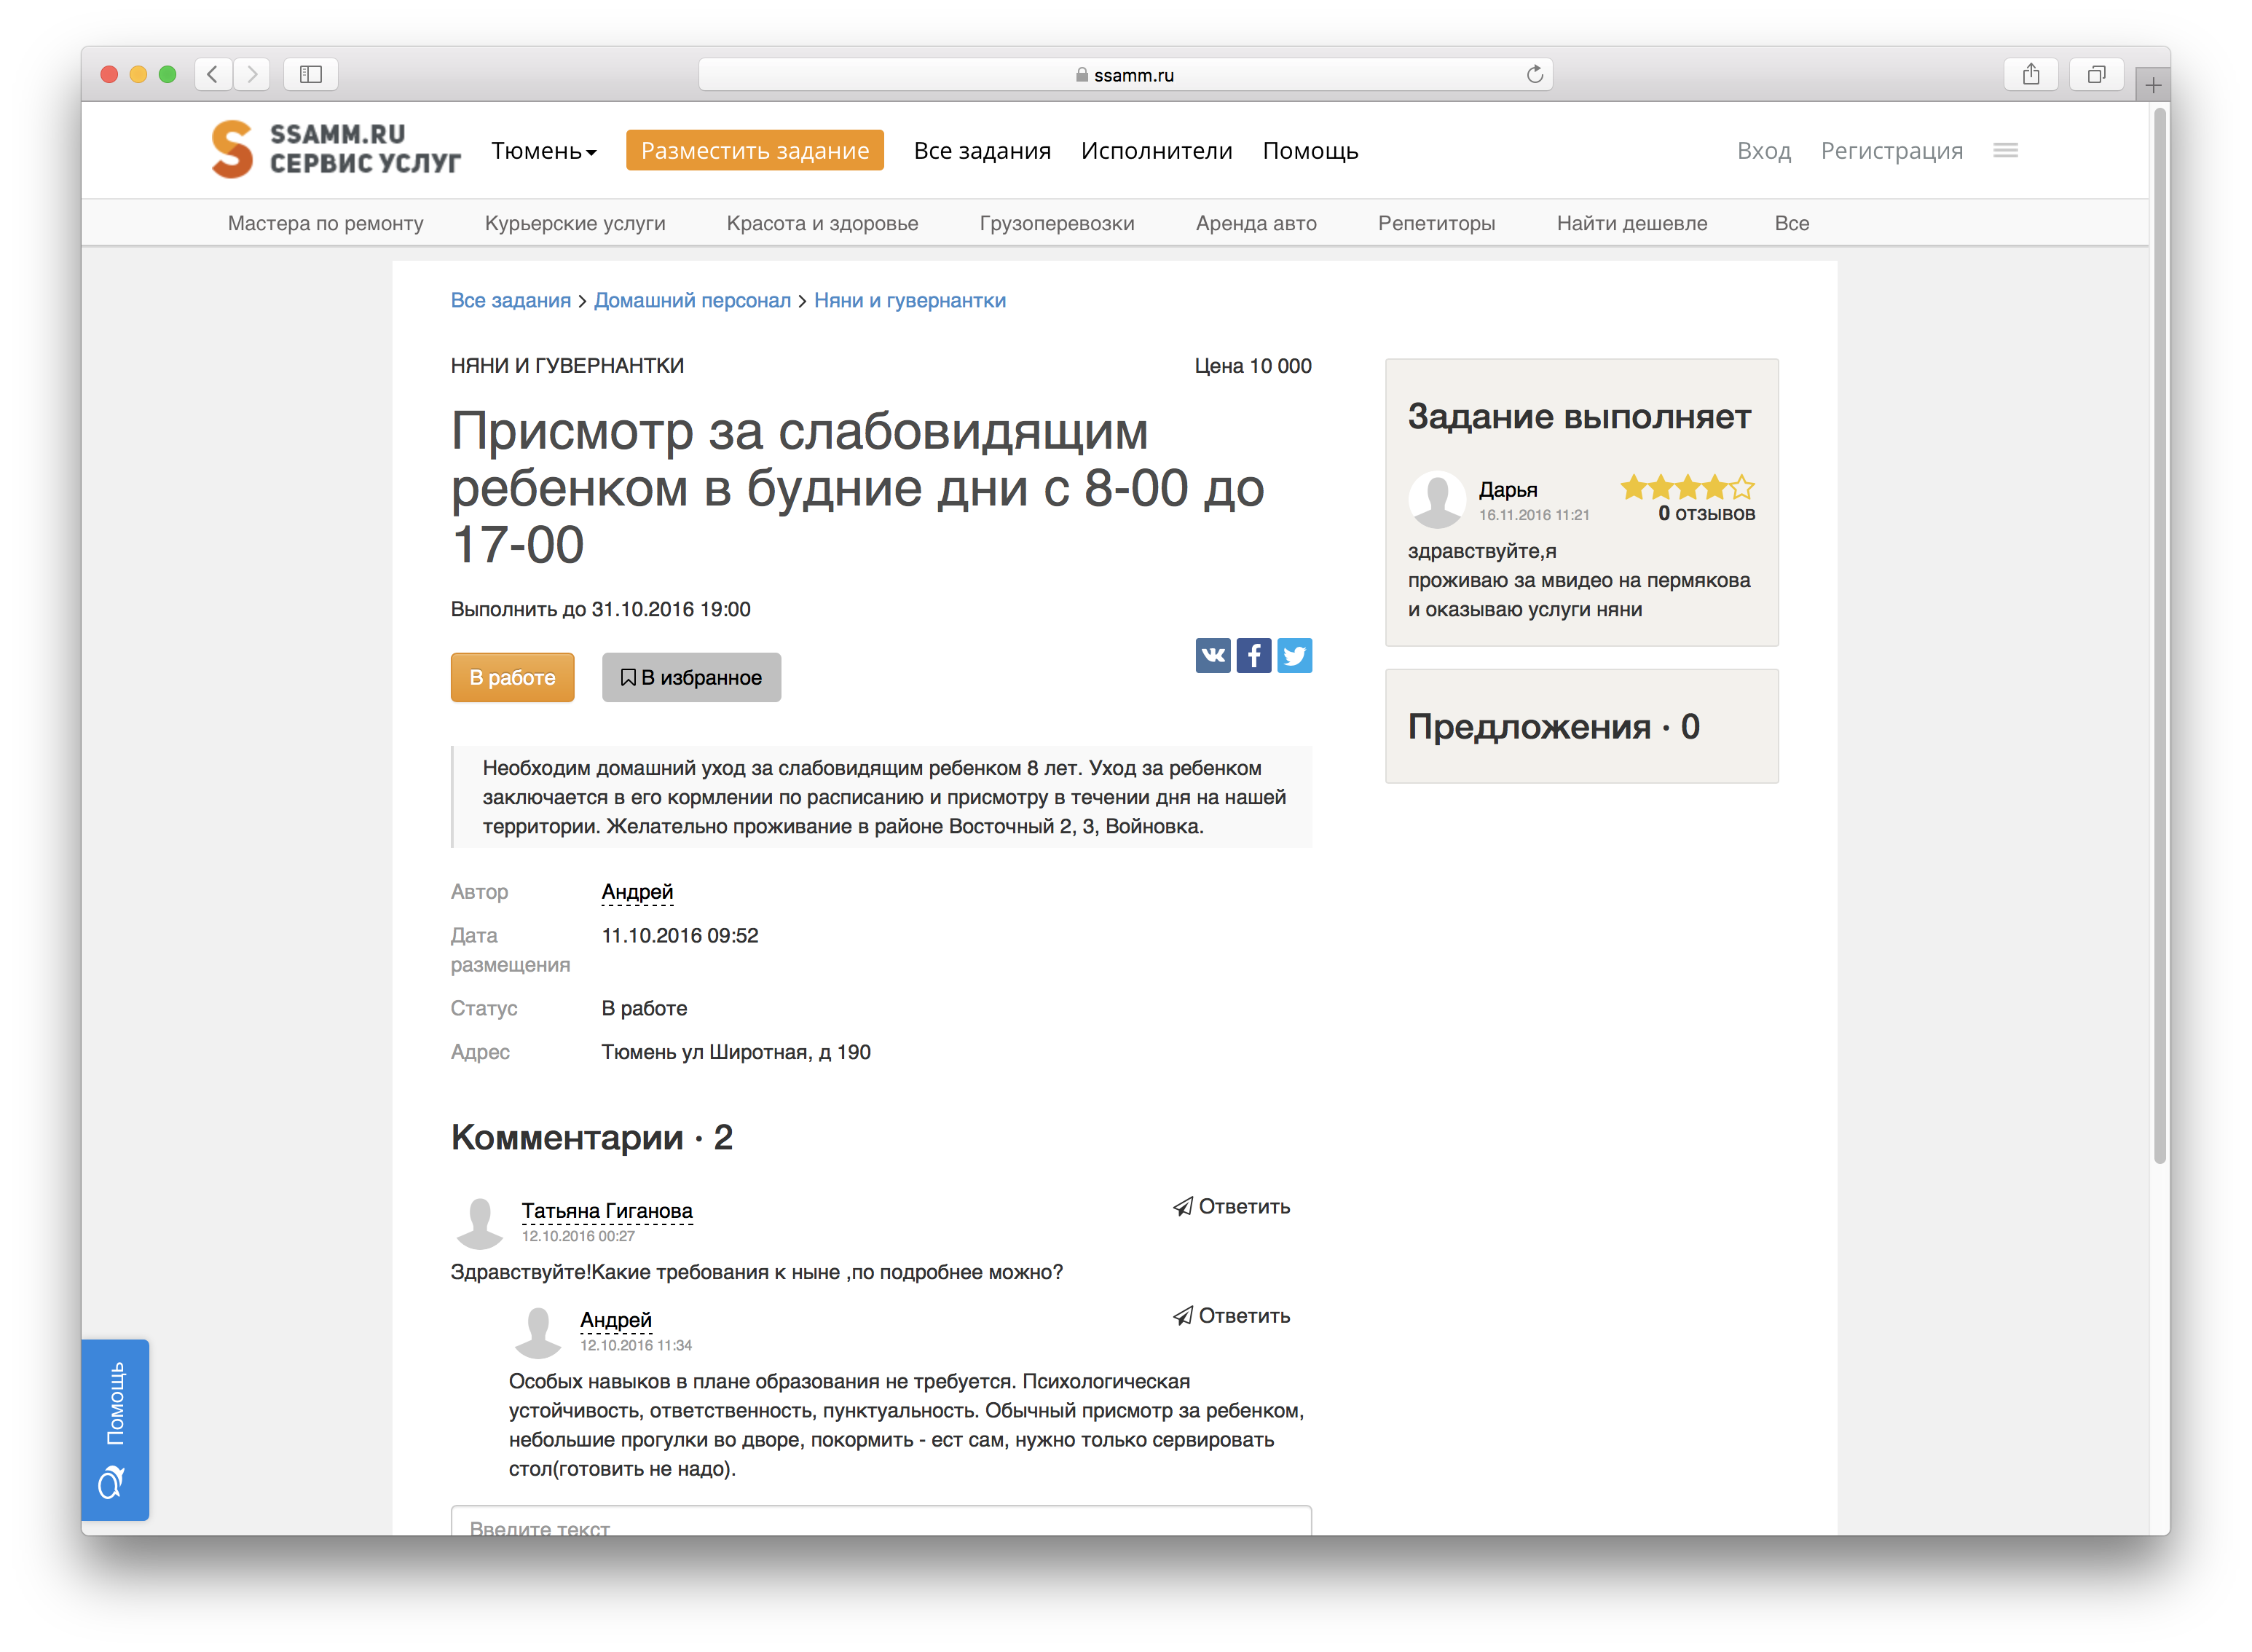 ssamm.ru
SSAMM.RU
СЕРВИС УСЛУГ
Тюмень
Разместить задание
Все задания
Исполнители
Помощь
Вход
Регистрация
Мастера по ремонту
Курьерские услуги
Красота и здоровье
Грузоперевозки
Аренда авто
Репетиторы
Найти дешевле
Все
Все задания > Домашний персонал > Няни и гувернантки
НЯНИ И ГУВЕРНАНТКИ
Цена 10 000
Присмотр за слабовидящим
ребенком в будние дни с 8-00 до
17-00
Выполнить до 31.10.2016 19:00
В работе
В избранное
Необходим домашний уход за слабовидящим ребенком 8 лет. Уход за ребенком
заключается в его кормлении по расписанию и присмотру в течении дня на нашей
территории. Желательно проживание в районе Восточный 2, 3, Войновка.
Автор Андрей
Дата 11.10.2016 09:52
размещения
Статус В работе
Адрес Тюмень ул Широтная, д 190
Комментарии · 2
Татьяна Гиганова
12.10.2016 00:27
Ответить
Здравствуйте!Какие требования к ныне ,по подробнее можно?
Андрей
12.10.2016 11:34
Ответить
Особых навыков в плане образования не требуется. Психологическая
устойчивость, ответственность, пунктуальность. Обычный присмотр за ребенком,
небольшие прогулки во дворе, покормить - ест сам, нужно только сервировать
стол(готовить не надо).
Введите текст
Задание выполняет
Дарья
16.11.2016 11:21
0 отзывов
здравствуйте,я
проживаю за мвидео на пермякова
и оказываю услуги няни
Предложения · 0
Помощь